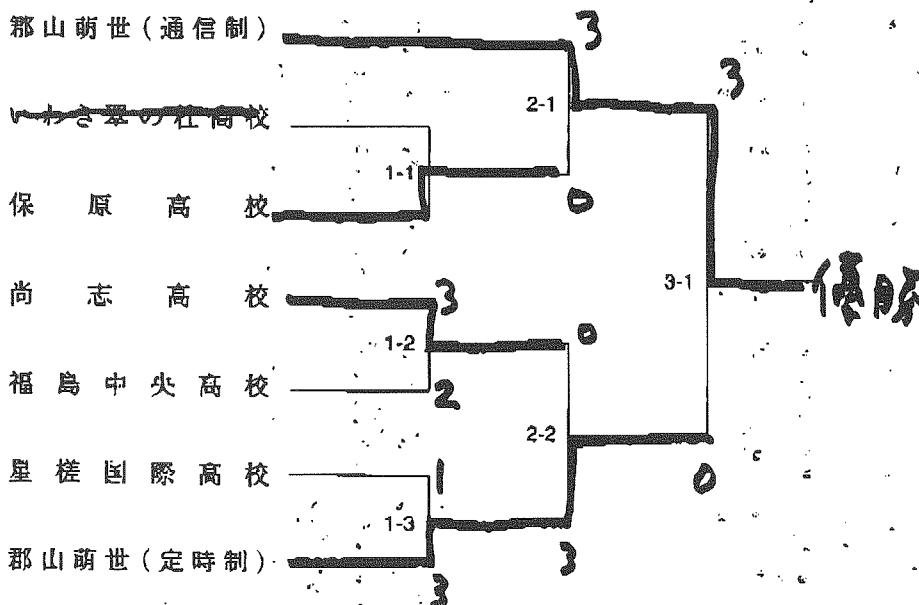 郡山萌世(通信制)
3
3
2-1
いわき翠の杜高校
1-1
0
保原高校
優勝
尚志高校
3
3-1
1-2
0
福島中央高校
2
2-2
星槎国際高校
1
0
1-3
郡山萌世(定時制)
3
3